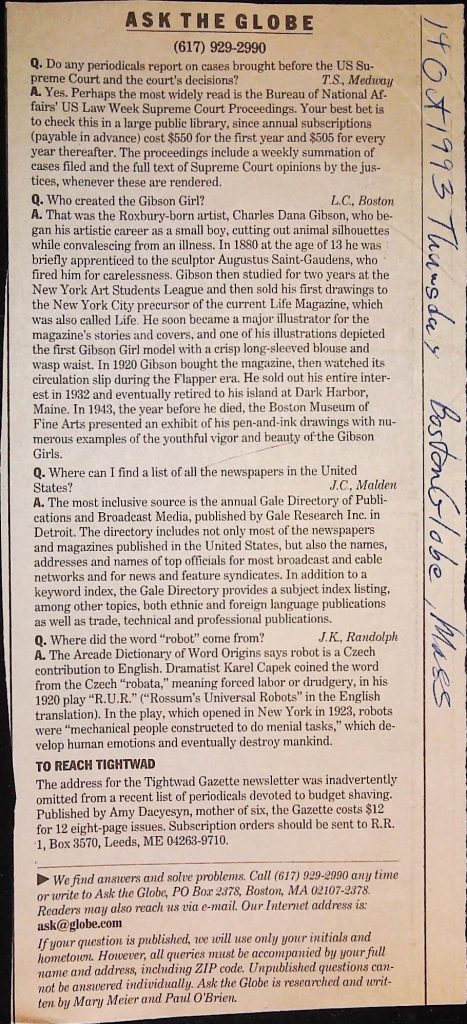 ASK THE GLOBE
(617) 929-2990
Q. Do any periodicals report on cases brought before the US Su-
preme Court and the court's decisions? T.S., Medway
A. Yes. Perhaps the most widely read is the Bureau of National Af-
fairs' US Law Week Supreme Court Proceedings. Your best bet is
to check this in a large public library, since annual subscriptions
(payable in advance) cost $550 for the first year and $505 for every
year thereafter. The proceedings include a weekly summation of
cases filed and the full text of Supreme Court opinions by the jus-
tices, whenever these are rendered.
Q. Who created the Gibson Girl? L.C., Boston
A. That was the Roxbury-born artist, Charles Dana Gibson, who be-
gan his artistic career as a small boy, cutting out animal silhouettes
while convalescing from an illness. In 1880 at the age of 13 he was
briefly apprenticed to the sculptor Augustus Saint-Gaudens, who
fired him for carelessness. Gibson then studied for two years at the
New York Art Students League and then sold his first drawings to
the New York City precursor of the current Life Magazine, which
was also called Life. He soon became a major illustrator for the
magazine's stories and covers, and one of his illustrations depicted
the first Gibson Girl model with a crisp long-sleeved blouse and
wasp waist. In 1920 Gibson bought the magazine, then watched its
circulation slip during the Flapper era. He sold out his entire inter-
est in 1932 and eventually retired to his island at Dark Harbor,
Maine. In 1943, the year before he died, the Boston Museum of
Fine Arts presented an exhibit of his pen-and-ink drawings with nu-
merous examples of the youthful vigor and beauty of the Gibson
Girls.
Q. Where can I find a list of all the newspapers in the United
States? J.C., Malden
A. The most inclusive source is the annual Gale Directory of Publi-
cations and Broadcast Media, published by Gale Research Inc. in
Detroit. The directory includes not only most of the newspapers
and magazines published in the United States, but also the names,
addresses and names of top officials for most broadcast and cable
networks and for news and feature syndicates. In addition to a
keyword index, the Gale Directory provides a subject index listing,
among other topics, both ethnic and foreign language publications
as well as trade, technical and professional publications.
Q. Where did the word "robot" come from? J.K., Randolph
A. The Arcade Dictionary of Word Origins says robot is a Czech
contribution to English. Dramatist Karel Capek coined the word
from the Czech "robata," meaning forced labor or drudgery, in his
1920 play "R.U.R." ("Rossum's Universal Robots" in the English
translation). In the play, which opened in New York in 1923, robots
were "mechanical people constructed to do menial tasks," which de-
velop human emotions and eventually destroy mankind.
TO REACH TIGHTWAD
The address for the Tightwad Gazette newsletter was inadvertently
omitted from a recent list of periodicals devoted to budget shaving.
Published by Amy Dacyesyn, mother of six, the Gazette costs $12
for 12 eight-page issues. Subscription orders should be sent to R.R.
1, Box 3570, Leeds, ME 04263-9710.
▶ We find answers and solve problems. Call (617) 929-2990 any time
or write to Ask the Globe, PO Box 2378, Boston, MA 02107-2378.
Readers may also reach us via e-mail. Our Internet address is:
ask@globe.com
If your question is published, we will use only your initials and
hometown. However, all queries must be accompanied by your full
name and address, including ZIP code. Unpublished questions can-
not be answered individually. Ask the Globe is researched and writ-
ten by Mary Meier and Paul O'Brien.
14 Oct 1993 Thursday Boston Globe, Mass